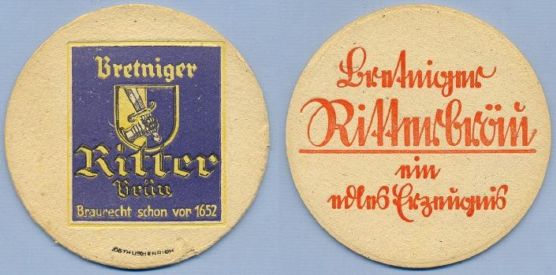 Bretniger
Ritter
Bräu
Braurecht schon vor 1652
Bretniger
Ritterbräu
ein
edles Erzeugnis